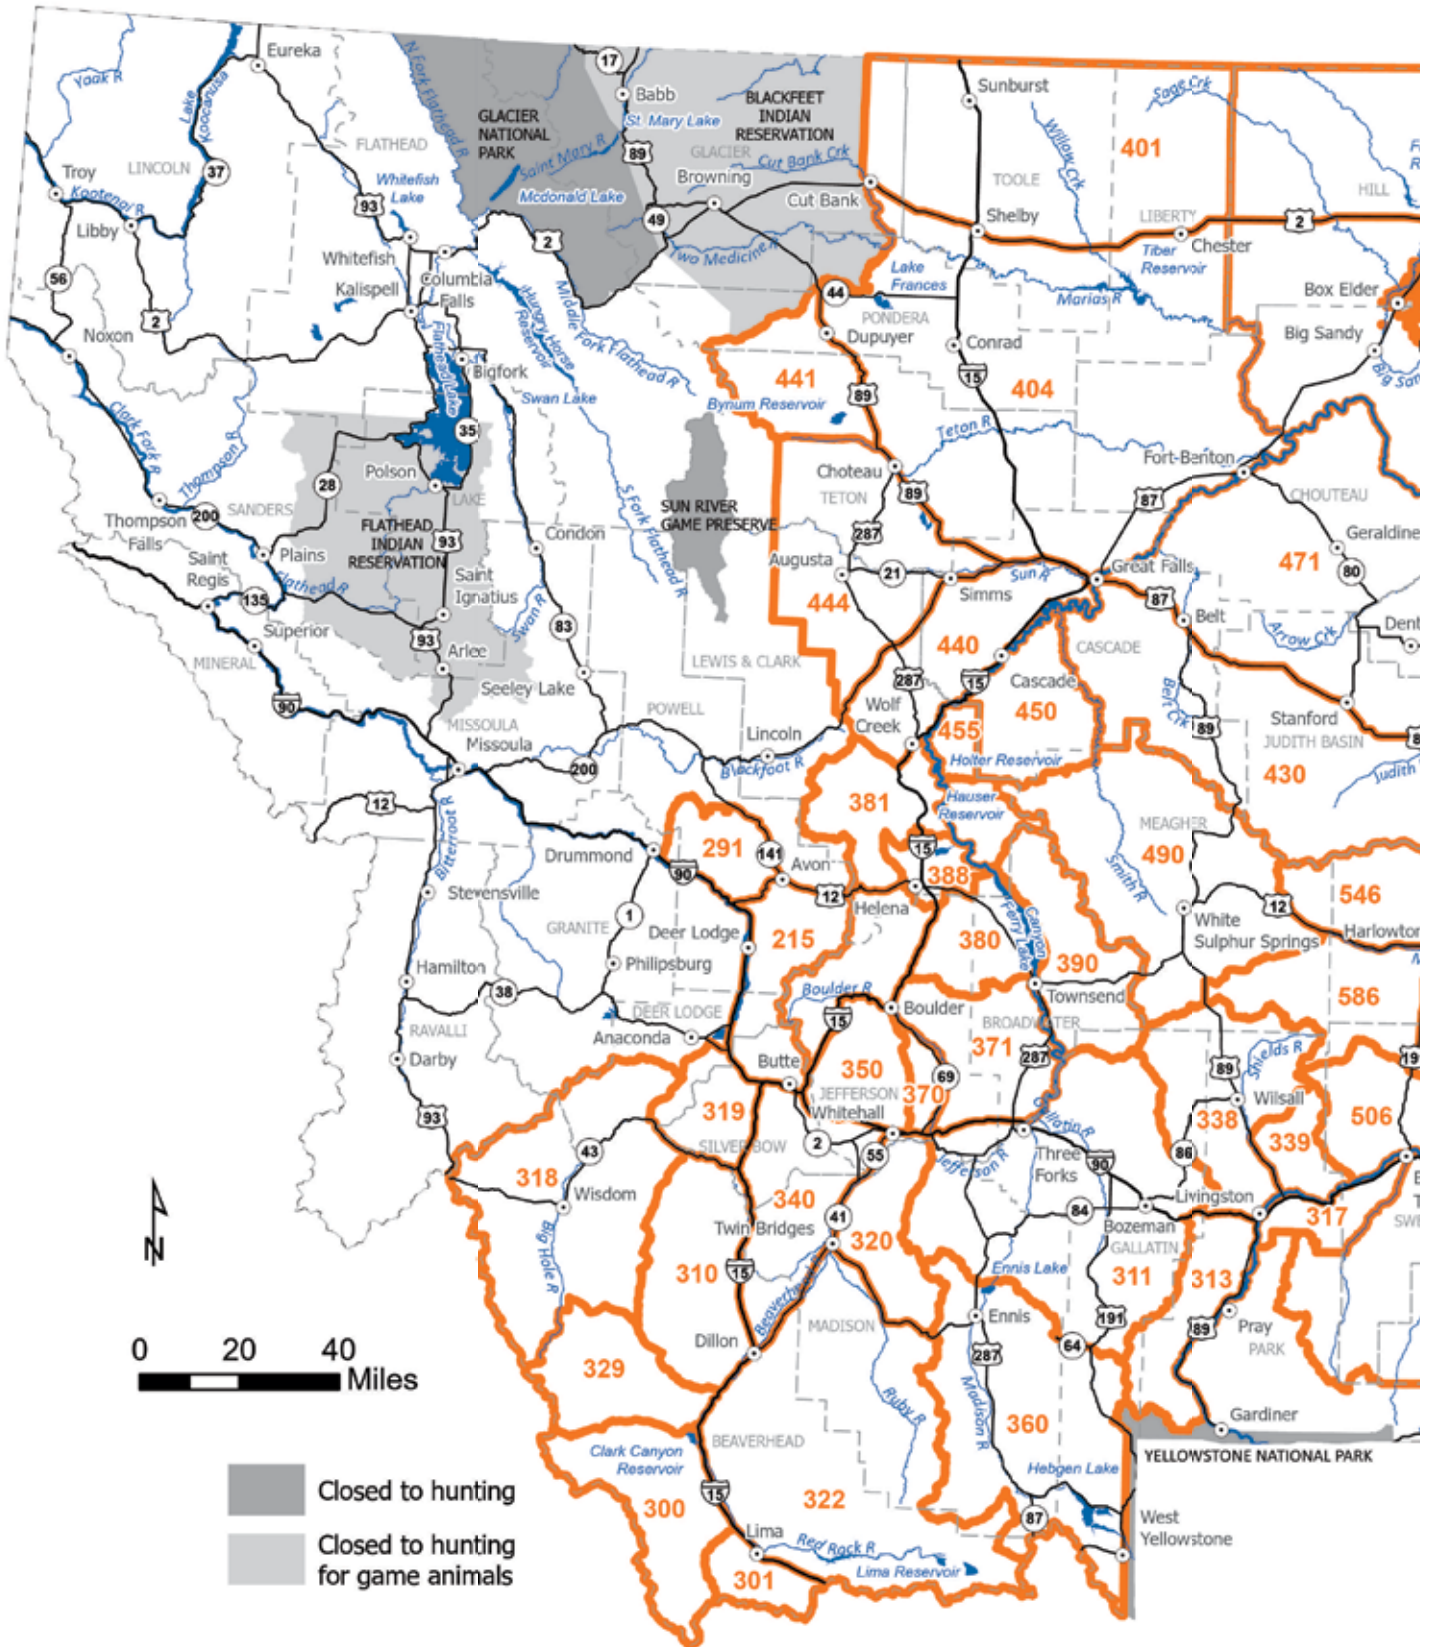 Eureka
Yaak R
Lake
Koocanusa
N Fork Flathead R
17
Babb
GLACIER
NATIONAL
PARK
BLACKFEET
INDIAN
RESERVATION
St. Mary Lake
Saint Mary R
89
GLACIER
Cut Bank Crk
Browning
Mcdonald Lake
49
Cut Bank
Two Medicine R
Sunburst
Sage Crk
401
Willow Crk
TOOLE
HILL
LIBERTY
Shelby
2
Chester
Tiber
Reservoir
Troy
LINCOLN
37
FLATHEAD
Whitefish
Lake
93
Kootenai R
Libby
Whitefish
2
Columbia
Falls
Kalispell
56
2
Noxon
Hungry Horse
Reservoir
Middle Fork Flathead R
Lake
Frances
44
PONDERA
Marias R
Dupuyer
Conrad
15
404
Box Elder
Big Sandy
Big San
Flathead Lake
Bigfork
Swan Lake
35
441
89
Bynum Reservoir
Clark Fork R
Thompson R
Polson
28
LAKE
200
SANDERS
Thompson
Falls
FLATHEAD
INDIAN
RESERVATION
93
Plains
Saint
Regis
135
Flathead R
Saint
Ignatius
93
Arlee
Superior
MINERAL
90
Condon
Swan R
83
S Fork Flathead R
SUN RIVER
GAME PRESERVE
Seeley Lake
MISSOULA
Missoula
Teton R
Choteau
TETON
89
287
Augusta
21
444
Simms
Sun R
Great Falls
Fort Benton
87
CHOUTEAU
Geraldine
471
80
87
Belt
Arrow Crk
Dent
440
CASCADE
LEWIS & CLARK
287
15
Cascade
Wolf
Creek
455
450
Belt Crk
89
Stanford
JUDITH BASIN
8
430
Judith
POWELL
Lincoln
Blackfoot R
200
12
Holter Reservoir
381
Hauser
Reservoir
MEAGHER
490
Smith R
Bitterroot R
Drummond
291
141
Avon
90
15
388
12
Helena
546
White
Sulphur Springs
12
Harlowton
Stevensville
1
GRANITE
Deer Lodge
215
380
Canyon
Ferry Lake
390
Philipsburg
Hamilton
38
DEER LODGE
Anaconda
RAVALLI
Darby
93
Boulder R
15
Boulder
Townsend
BROADWATER
586
371
287
Butte
350
69
370
JEFFERSON
Whitehall
319
SILVER BOW
2
55
Jefferson R
Gallatin R
Three
Forks
90
89
Shields R
Wilsall
338
339
506
19
86
43
318
Wisdom
Big Hole R
340
Twin Bridges
41
320
84
Bozeman
GALLATIN
Livingston
317
SWE
310
15
Beaverhead R
Ennis Lake
311
313
191
Ennis
89
Pray
PARK
MADISON
Dillon
287
64
0
20
40
Miles
329
Ruby R
Madison R
360
Gardiner
YELLOWSTONE NATIONAL PARK
BEAVERHEAD
Clark Canyon
Reservoir
Hebgen Lake
Closed to hunting
15
300
322
87
West
Yellowstone
Closed to hunting
for game animals
Lima
Red Rock R
Lima Reservoir
301
N